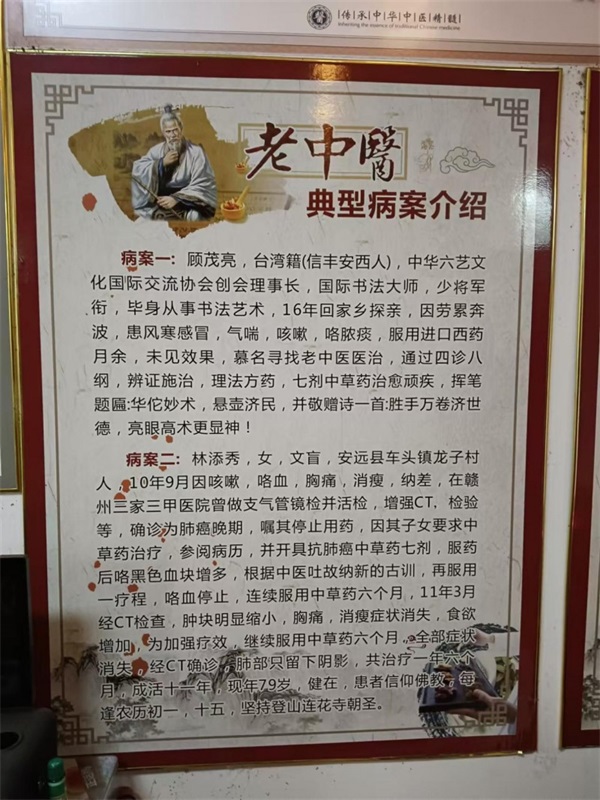 传承中华中医精髓
Inheriting the essence of traditional Chinese medicine
老中醫
典型病案介绍
病案一：顾茂亮，台湾籍(信丰安西人)，中华六艺文
化国际交流协会创会理事长，国际书法大师，少将军
衔，毕身从事书法艺术，16年回家乡探亲，因劳累奔
波，患风寒感冒，气喘，咳嗽，咯脓痰，服用进口西药
月余，未见效果，慕名寻找老中医医治，通过四诊八
纲，辨证施治，理法方药，七剂中草药治愈顽疾，挥笔
题匾:华佗妙术，悬壶济民，并敬赠诗一首:胜手万卷济世
德，亮眼高术更显神！
病案二：林添秀，女，文盲，安远县车头镇龙子村
人，10年9月因咳嗽，咯血，胸痛，消瘦，纳差，在赣
州三家三甲医院曾做支气管镜检并活检，增强CT，检验
等，确诊为肺癌晚期，嘱其停止用药，因其子女要求中
草药治疗，参阅病历，并开具抗肺癌中草药七剂，服药
后咯黑色血块增多，根据中医吐故纳新的古训，再服用
一疗程，咯血停止，连续服用中草药六个月，11年3月
经CT检查，肿块明显缩小，胸痛，消瘦症状消失，食欲
增加，为加强疗效，继续服用中草药六个月。全部症状
消失，经CT确诊，肺部只留下阴影，共治疗一年六个
月，成活十一年，现年79岁，健在，患者信仰佛教，每
逢农历初一，十五，坚持登山连花寺朝圣。